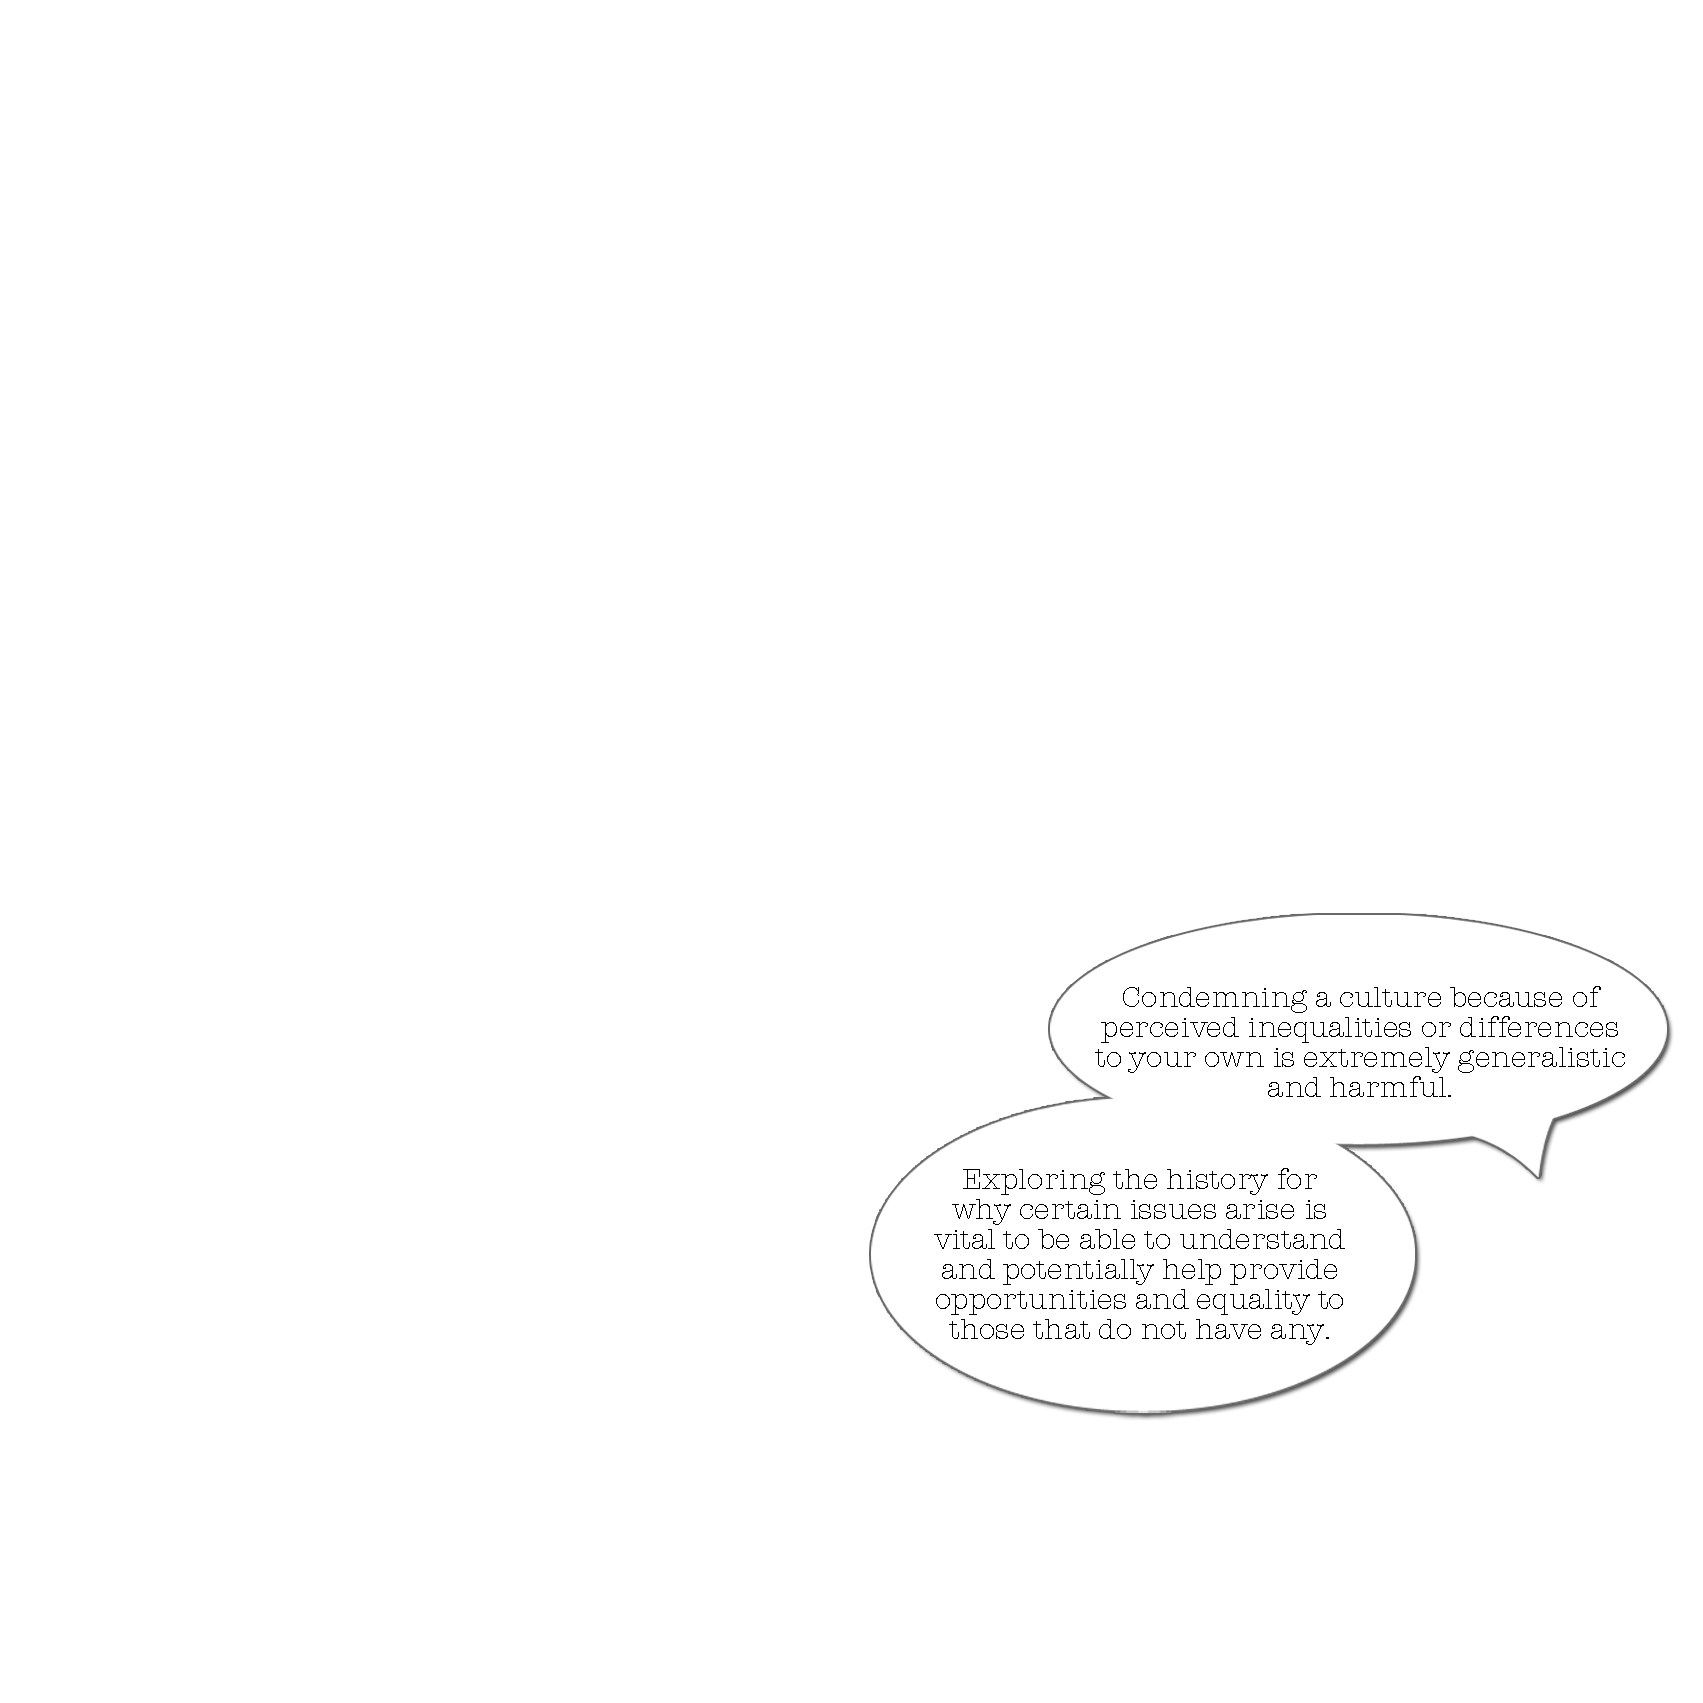 Condemning a culture because of
perceived inequalities or differences
to your own is extremely generalistic
and harmful.
Exploring the history for
why certain issues arise is
vital to be able to understand
and potentially help provide
opportunities and equality to
those that do not have any.